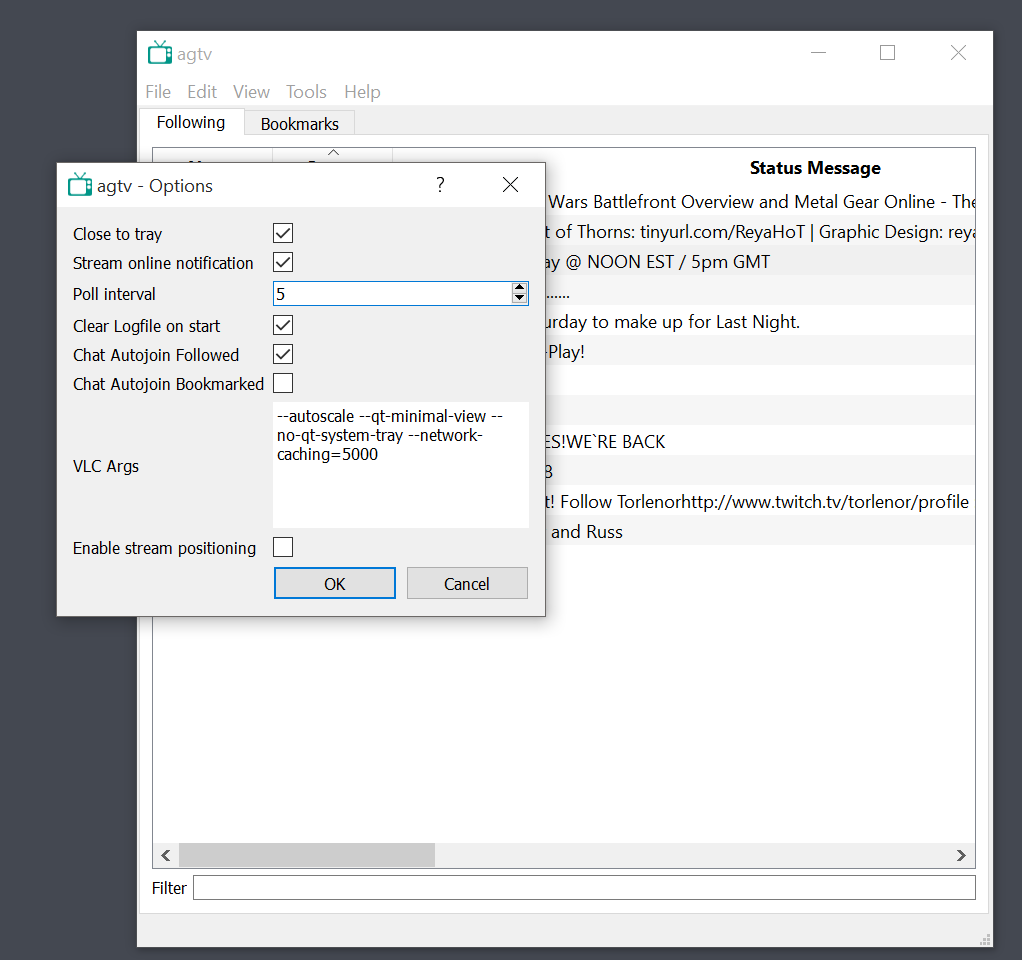 agtv
File Edit View Tools Help
Following Bookmarks
Status Message
Wars Battlefront Overview and Metal Gear Online - The
t of Thorns: tinyurl.com/ReyaHoT | Graphic Design: reya
ay @ NOON EST / 5pm GMT
......
urday to make up for Last Night.
-Play!
ES!WE`RE BACK
8
t! Follow Torlenorhttp://www.twitch.tv/torlenor/profile
and Russ
Filter
agtv - Options
?
Close to tray
Stream online notification
Poll interval 5
Clear Logfile on start
Chat Autojoin Followed
Chat Autojoin Bookmarked
VLC Args
--autoscale --qt-minimal-view --
no-qt-system-tray --network-
caching=5000
Enable stream positioning
OK Cancel